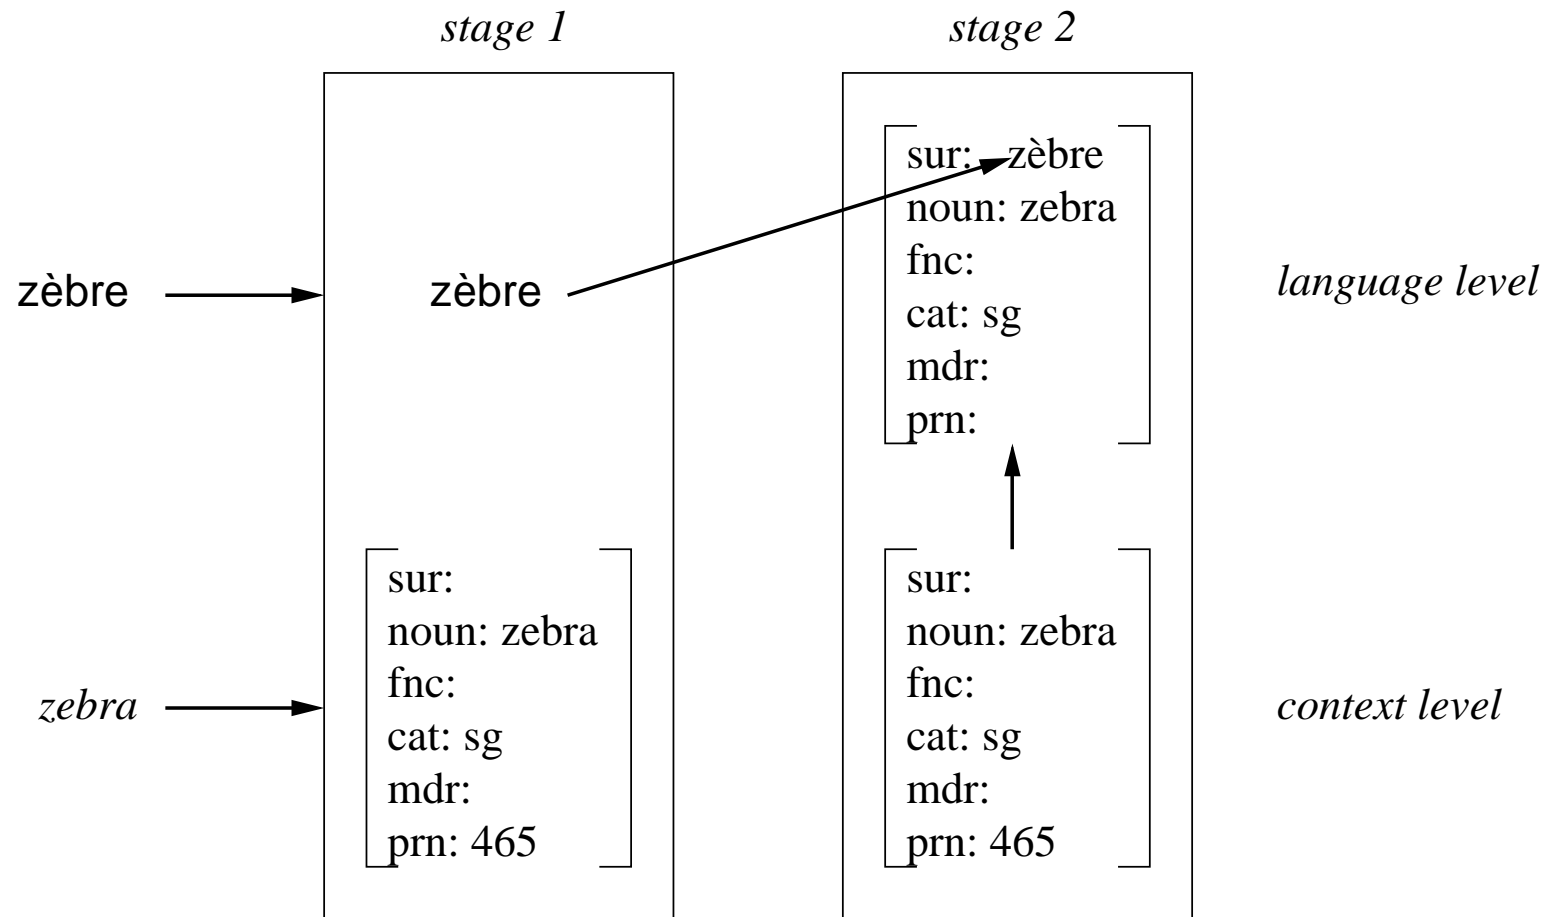 stage 1
stage 2
sur: zèbre
noun: zebra
fnc:
cat: sg
mdr:
prn:
zèbre
zèbre
language level
sur:
noun: zebra
fnc:
cat: sg
mdr:
prn: 465
sur:
noun: zebra
fnc:
cat: sg
mdr:
prn: 465
zebra
context level